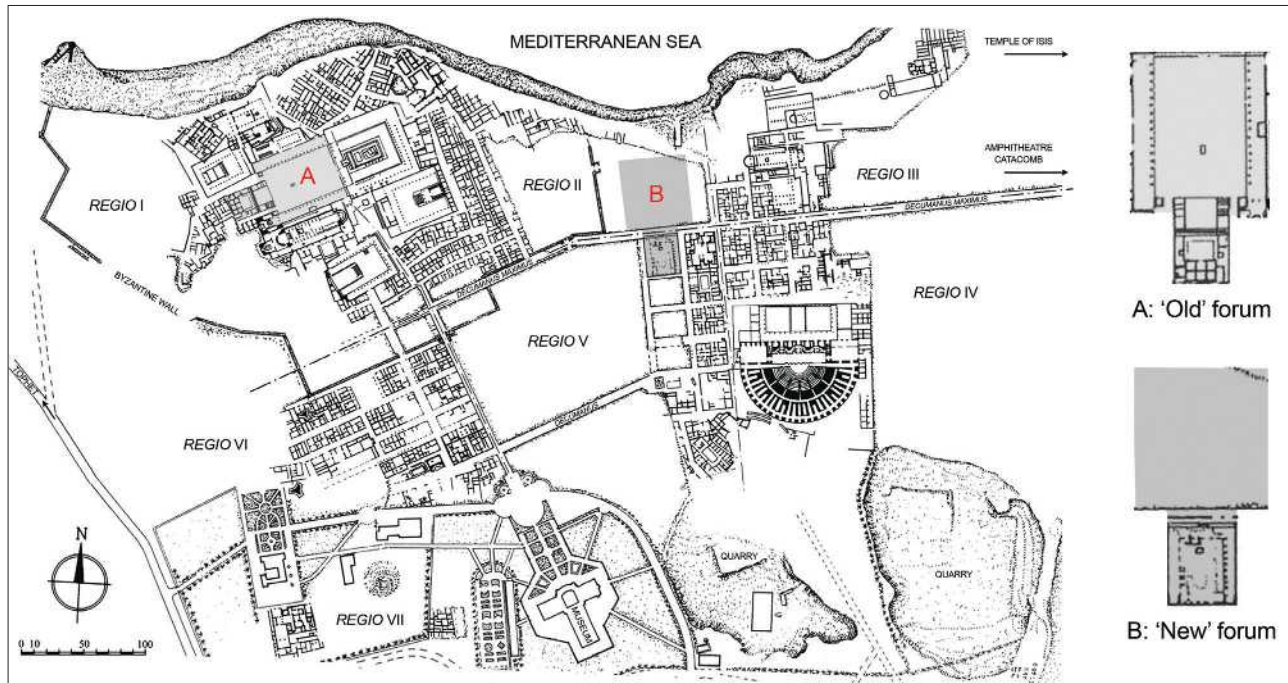 MEDITERRANEAN SEA
TEMPLE OF ISIS
AMPHITHEATRE
CATACOMB
A
B
REGIO I
REGIO II
REGIO III
DECUMANUS MAXIMUS
DECUMANUS MAXIMUS
BYZANTINE WALL
REGIO IV
REGIO V
DECUMANUS
TOPHET
REGIO VI
N
QUARRY
QUARRY
MUSEUM
REGIO VII
0 10 50 100
A: 'Old' forum
B: 'New' forum